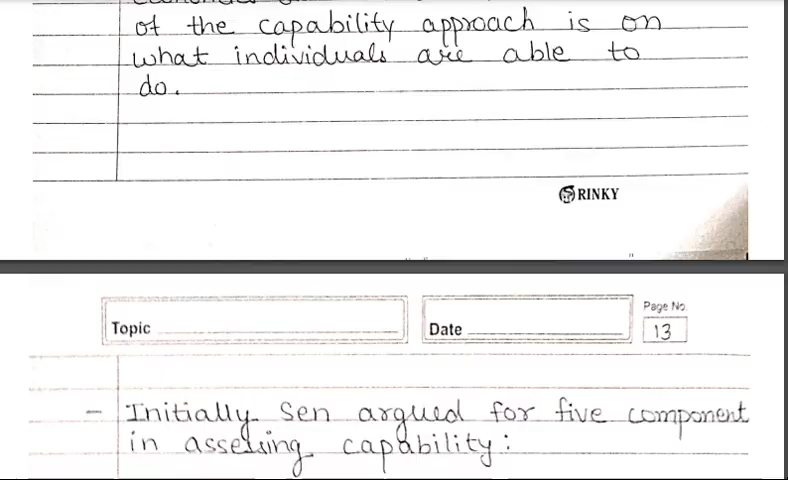 of the capability approach is on
what individuals are able to
do.
RINKY
Topic
Date
Page No.
13
- Initially Sen argued for five component
in assessing capability: